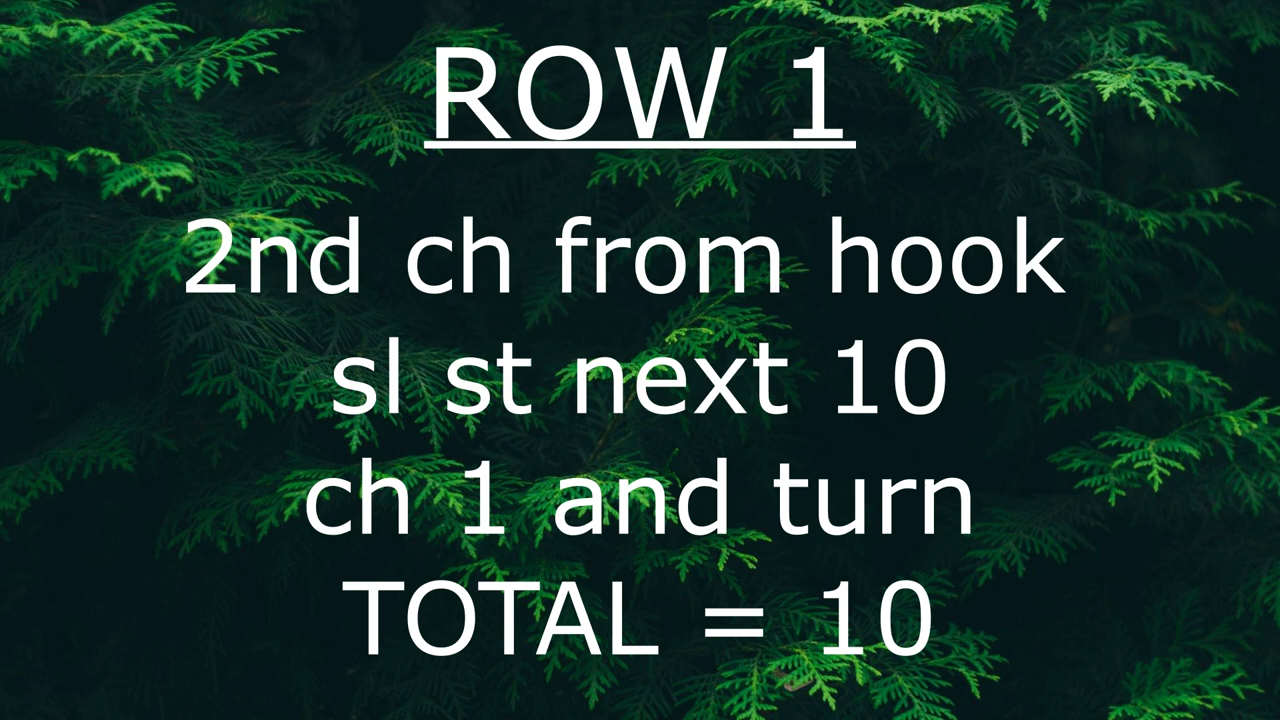 ROW 1
2nd ch from hook
sl st next 10
ch 1 and turn
TOTAL = 10